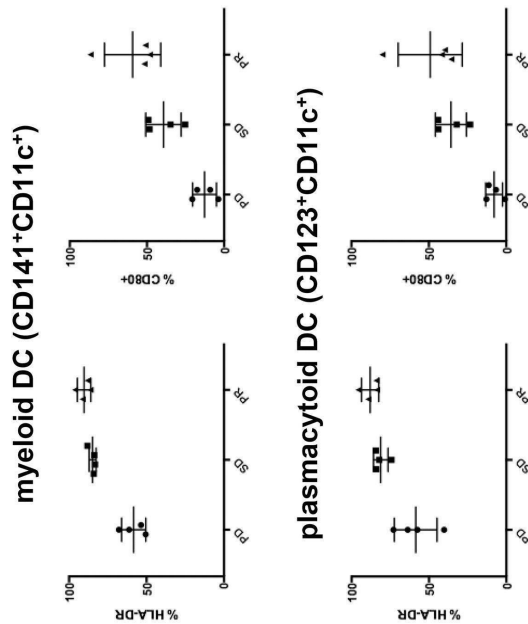 myeloid DC (CD141⁺CD11c⁺)
% HLA-DR
100
50
0
PD
SD
PR
% CD80+
100
50
0
PD
SD
PR
plasmacytoid DC (CD123⁺CD11c⁺)
% HLA-DR
100
50
0
PD
SD
PR
% CD80+
100
50
0
PD
SD
PR